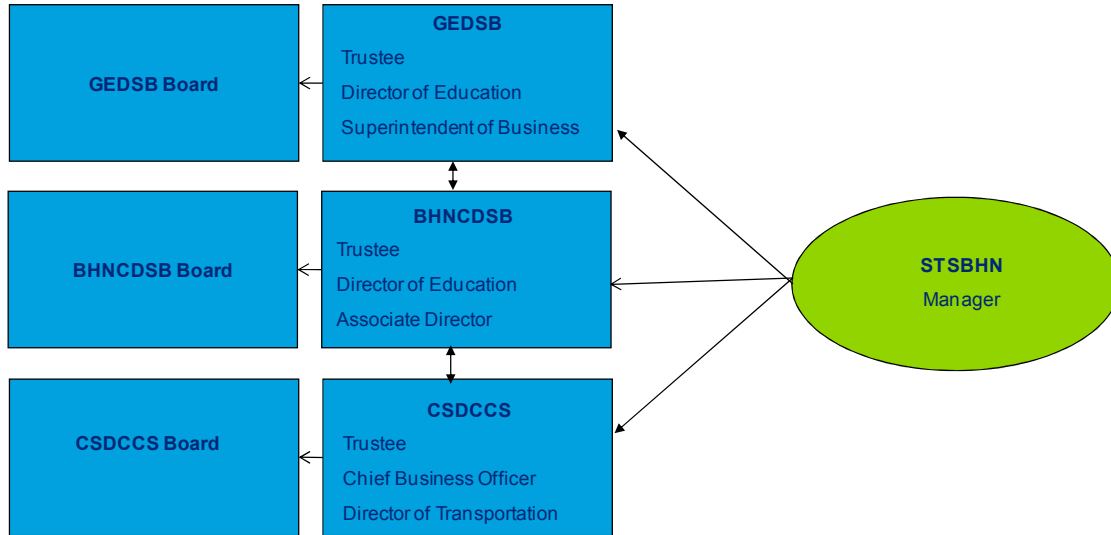 GEDSB Board
GEDSB
Trustee
Director of Education
Superintendent of Business
BHNCDSB Board
BHNCDSB
Trustee
Director of Education
Associate Director
CSDCCS Board
CSDCCS
Trustee
Chief Business Officer
Director of Transportation
STSBHN
Manager